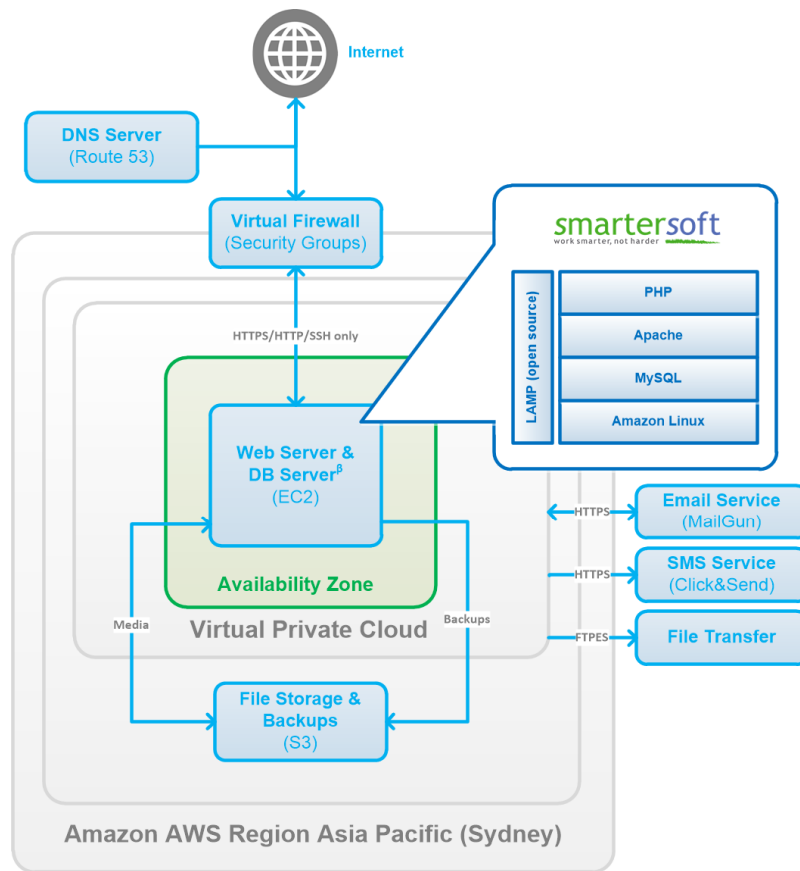 Internet
DNS Server
(Route 53)
Virtual Firewall
(Security Groups)
smartersoft
work smarter, not harder
LAMP (open source)
PHP
Apache
MySQL
Amazon Linux
HTTPS/HTTP/SSH only
Web Server &
DB Serverᵝ
(EC2)
Availability Zone
Virtual Private Cloud
Media
Backups
HTTPS
Email Service
(MailGun)
HTTPS
SMS Service
(Click&Send)
FTPES
File Transfer
File Storage &
Backups
(S3)
Amazon AWS Region Asia Pacific (Sydney)